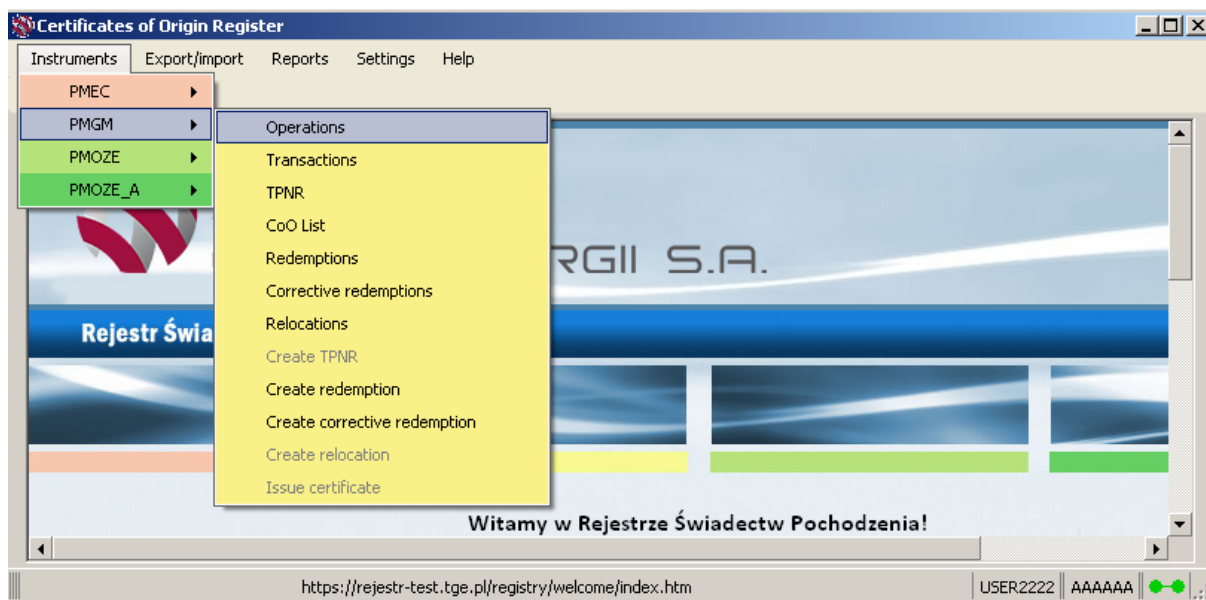 Certificates of Origin Register
Instruments Export/import Reports Settings Help
PMEC
PMGM
PMOZE
PMOZE_A
Operations
Transactions
TPNR
CoO List
Redemptions
Corrective redemptions
Relocations
Create TPNR
Create redemption
Create corrective redemption
Create relocation
Issue certificate
RGII S.A.
Rejestr Świa
Witamy w Rejestrze Świadectw Pochodzenia!
https://rejestr-test.tge.pl/registry/welcome/index.htm USER2222 AAAAAA